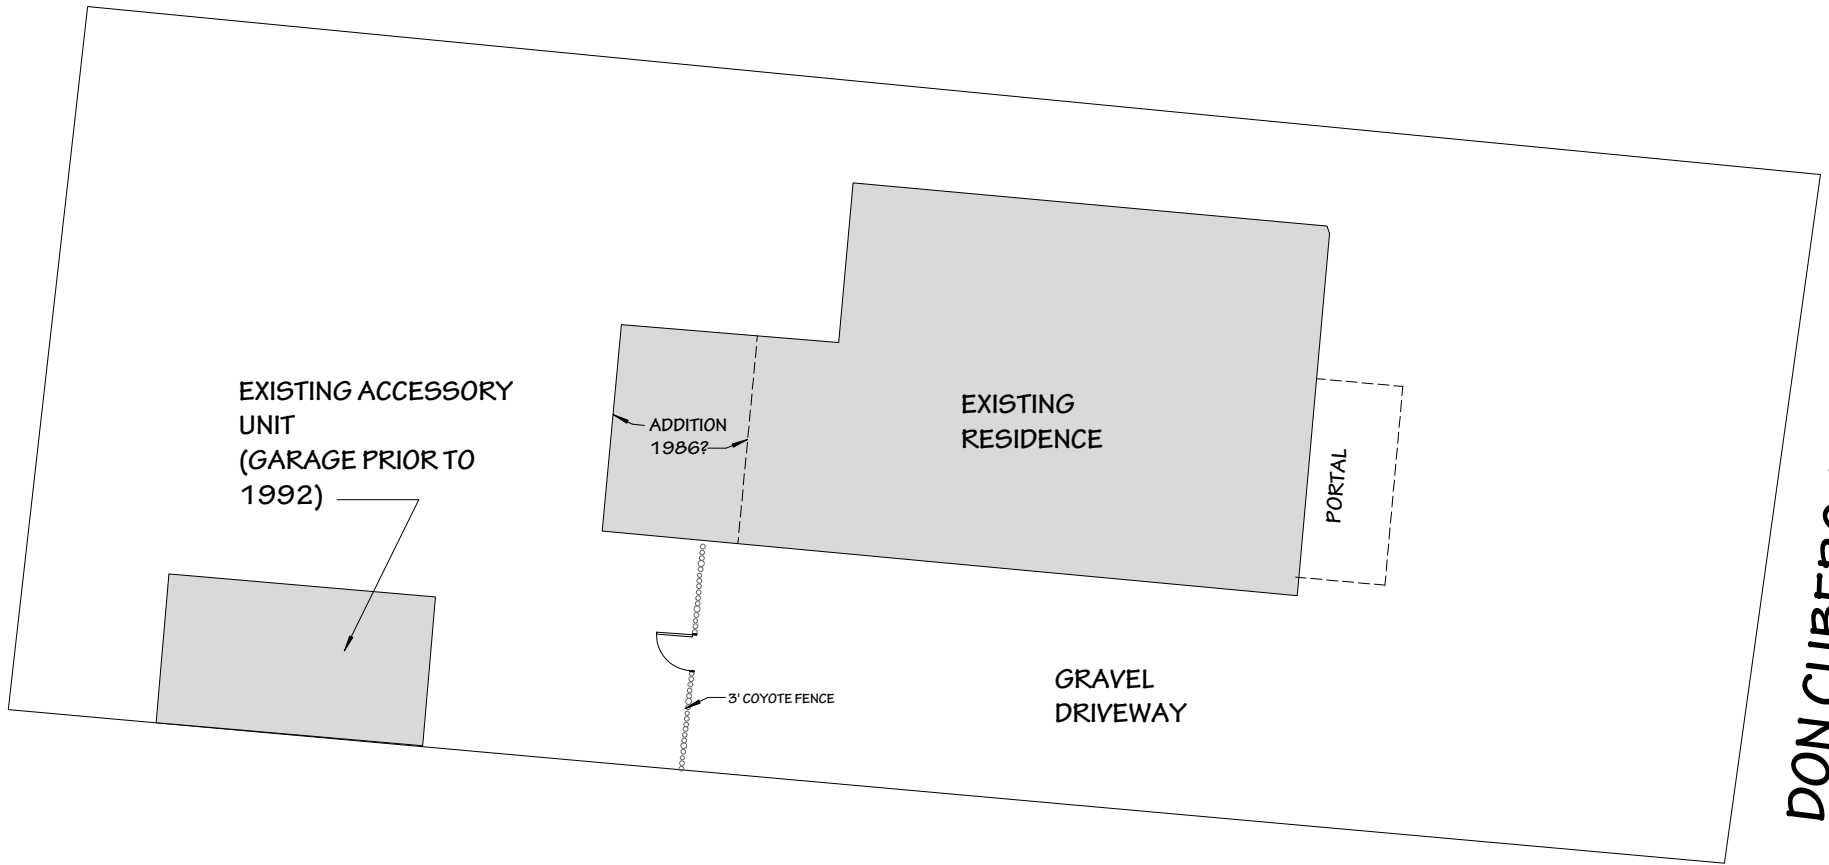 EXISTING ACCESSORY
UNIT
(GARAGE PRIOR TO
1992)
ADDITION
1986?
EXISTING
RESIDENCE
PORTAL
3' COYOTE FENCE
GRAVEL
DRIVEWAY
DON